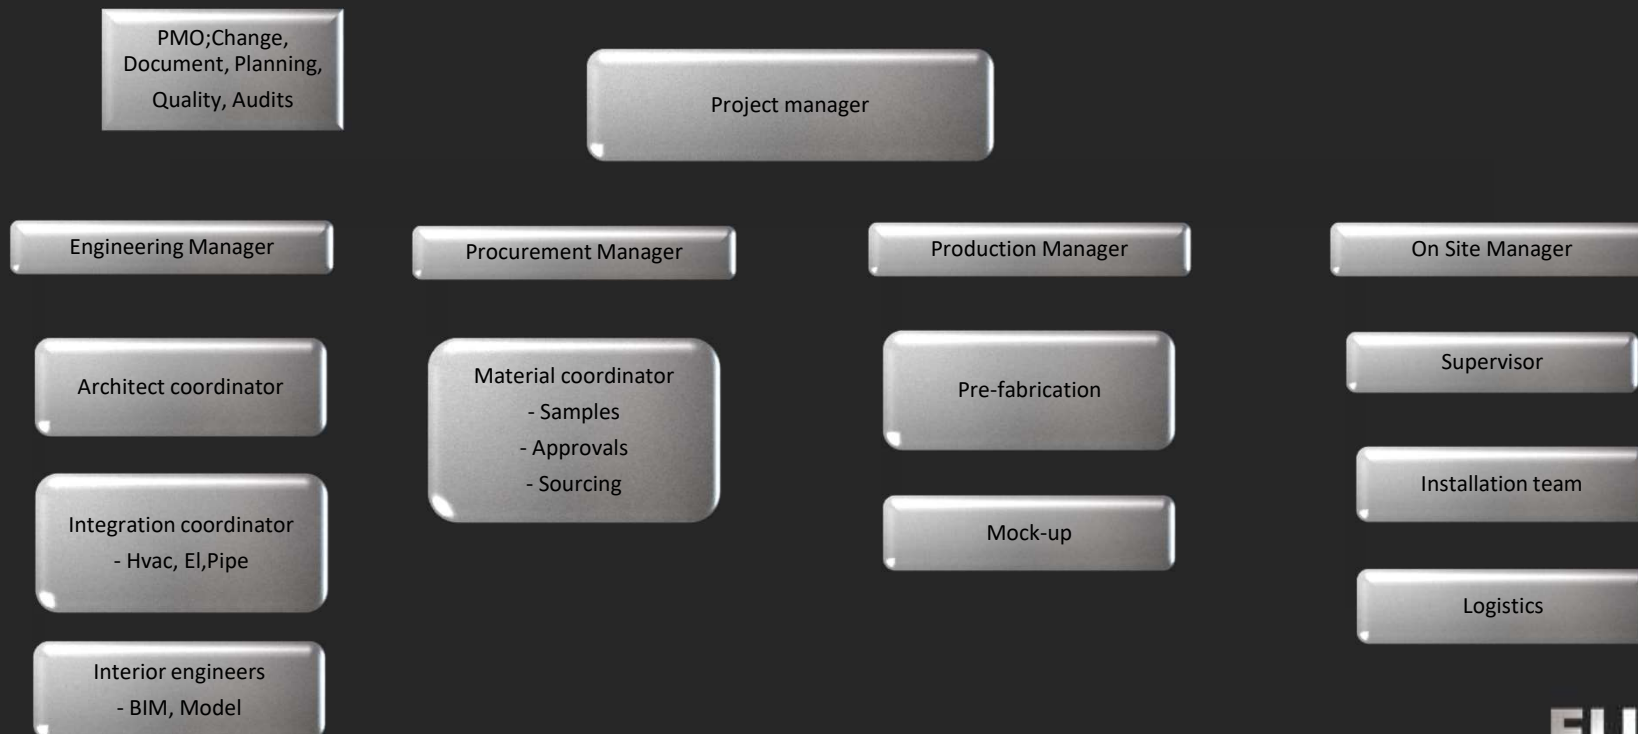 PMO;Change,
Document, Planning,
Quality, Audits
Project manager
Engineering Manager
Procurement Manager
Production Manager
On Site Manager
Architect coordinator
Integration coordinator
- Hvac, El,Pipe
Interior engineers
- BIM, Model
Material coordinator
- Samples
- Approvals
- Sourcing
Pre-fabrication
Mock-up
Supervisor
Installation team
Logistics